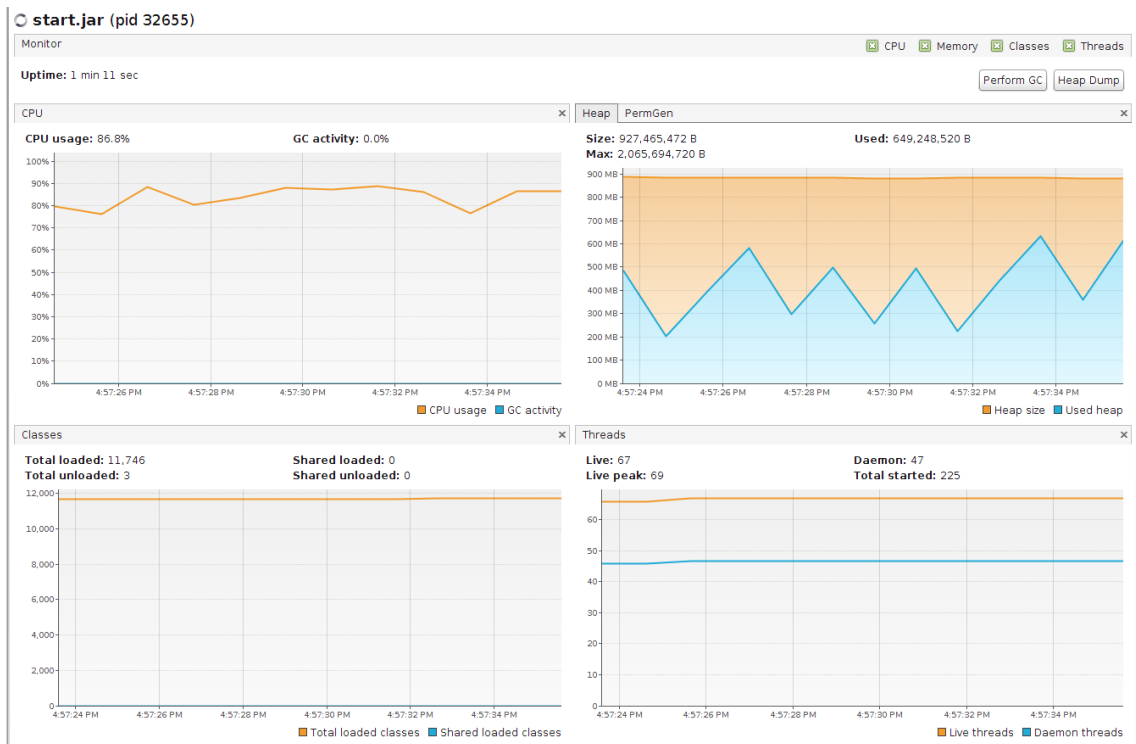 start.jar (pid 32655)
Monitor
CPU Memory Classes Threads
Uptime: 1 min 11 sec
Perform GC Heap Dump
CPU
CPU usage: 86.8% GC activity: 0.0%
100%
90%
80%
70%
60%
50%
40%
30%
20%
10%
0%
4:57:26 PM 4:57:28 PM 4:57:30 PM 4:57:32 PM 4:57:34 PM
CPU usage GC activity
Heap PermGen
Size: 927,465,472 B Used: 649,248,520 B
Max: 2,065,694,720 B
900 MB
800 MB
700 MB
600 MB
500 MB
400 MB
300 MB
200 MB
100 MB
0 MB
4:57:24 PM 4:57:26 PM 4:57:28 PM 4:57:30 PM 4:57:32 PM 4:57:34 PM
Heap size Used heap
Classes
Total loaded: 11,746 Shared loaded: 0
Total unloaded: 3 Shared unloaded: 0
12,000
10,000
8,000
6,000
4,000
2,000
0
4:57:24 PM 4:57:26 PM 4:57:28 PM 4:57:30 PM 4:57:32 PM 4:57:34 PM
Total loaded classes Shared loaded classes
Threads
Live: 67 Daemon: 47
Live peak: 69 Total started: 225
60
50
40
30
20
10
0
4:57:24 PM 4:57:26 PM 4:57:28 PM 4:57:30 PM 4:57:32 PM 4:57:34 PM
Live threads Daemon threads